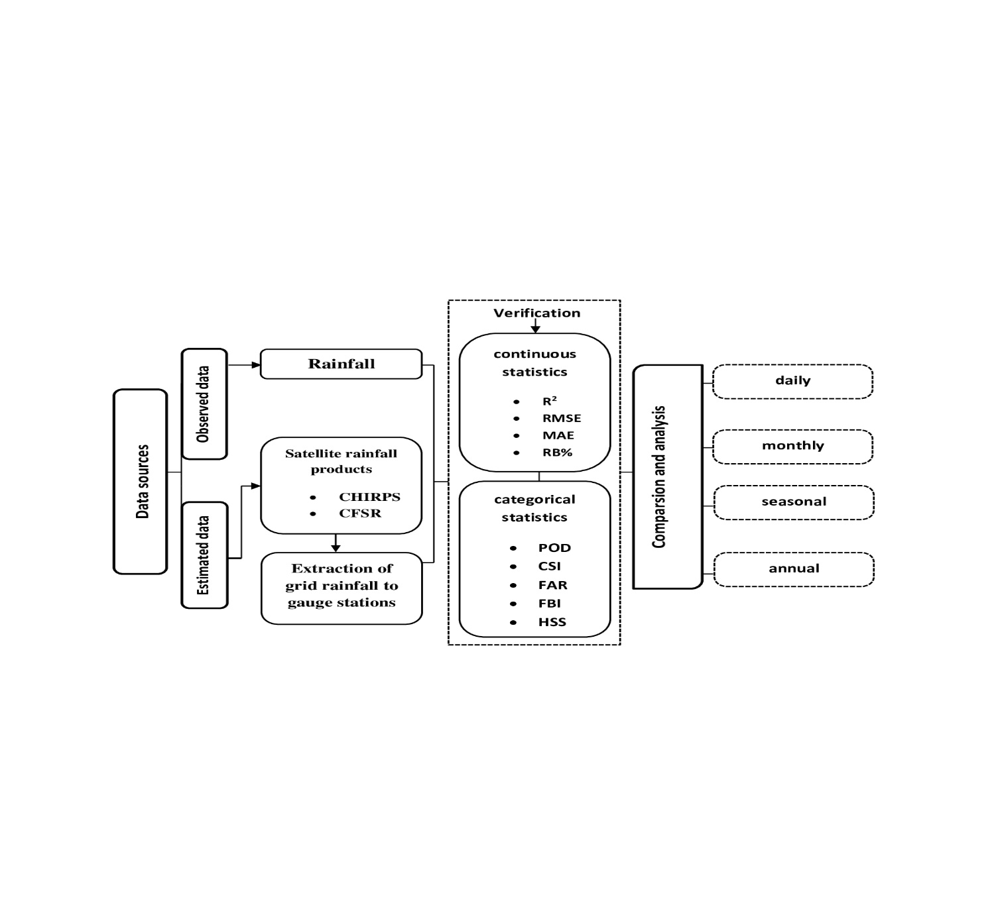 Data sources
Observed data
Estimated data
Rainfall
Satellite rainfall
products
• CHIRPS
• CFSR
Extraction of
grid rainfall to
gauge stations
Verification
continuous
statistics
• R²
• RMSE
• MAE
• RB%
categorical
statistics
• POD
• CSI
• FAR
• FBI
• HSS
Comparsion and analysis
daily
monthly
seasonal
annual